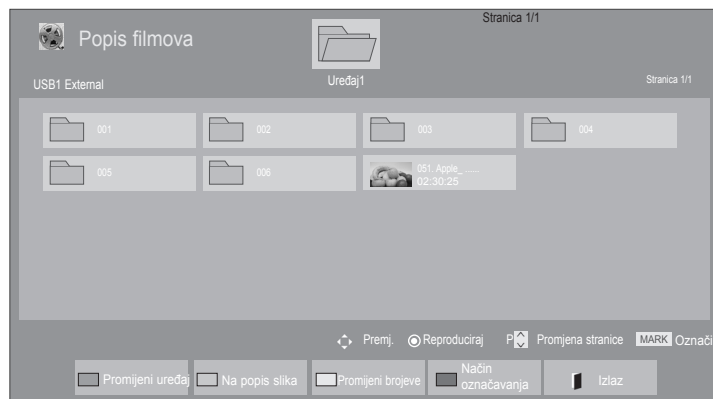 Stranica 1/1
Popis filmova
USB1 External
Uređaj1
Stranica 1/1
001
002
003
004
005
006
051. Apple_ ......
02:30:25
Premj.
Reproduciraj
P
Promjena stranice
MARK
Označi
Promijeni uređaj
Na popis slika
Promijeni brojeve
Način
označavanja
Izlaz